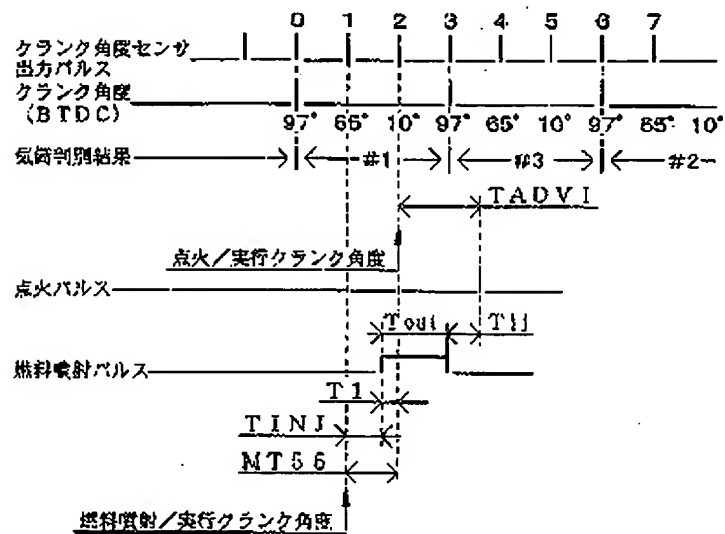 0 1 2 3 4 5 6 7
クランク角度センサ
出力パルス
クランク角度
(BTDC)
97° 65° 10° 97° 65° 10° 97° 65° 10°
気筒判別結果
#1 #3 #2
TADVI
点火/実行クランク角度
点火パルス
Tout TIJ
燃料噴射パルス
T1
TINJ
MT55
燃料噴射/実行クランク角度